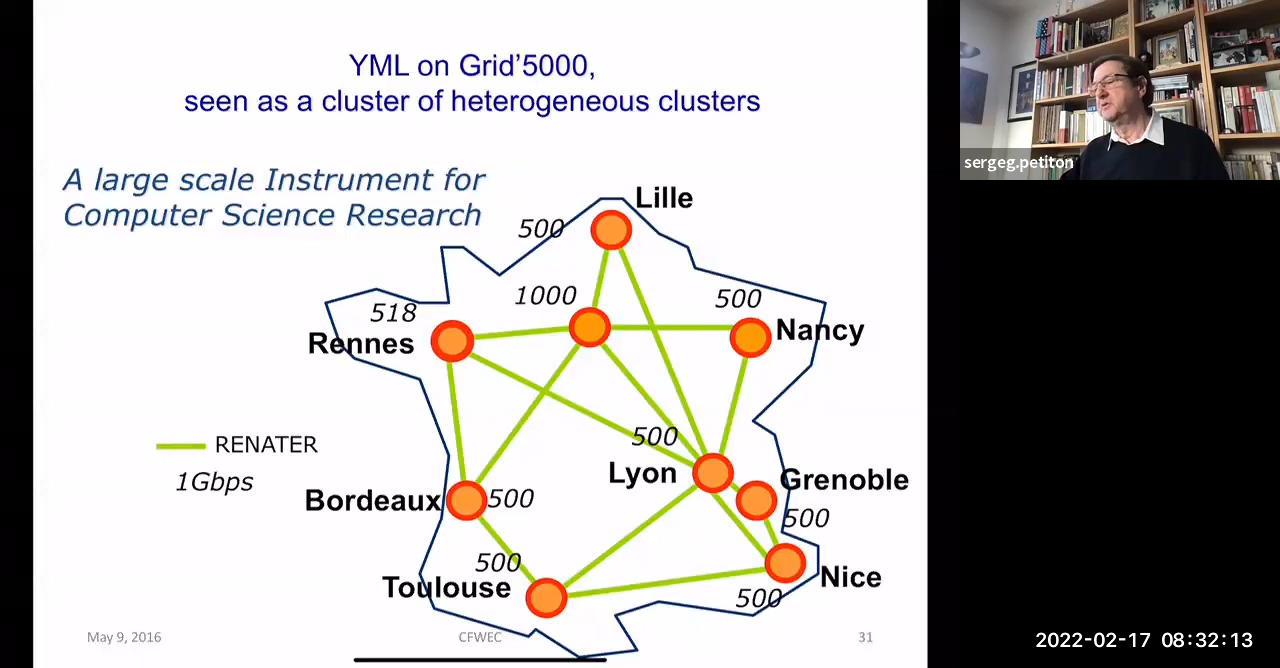 YML on Grid'5000,
seen as a cluster of heterogeneous clusters
A large scale Instrument for
Computer Science Research
sergeg.petiton
Lille
500
1000
500
518
Rennes
Nancy
RENATER
1Gbps
500
Lyon
Grenoble
500
Bordeaux
500
500
Toulouse
Nice
500
May 9, 2016
CFWEC
31
2022-02-17 08:32:13